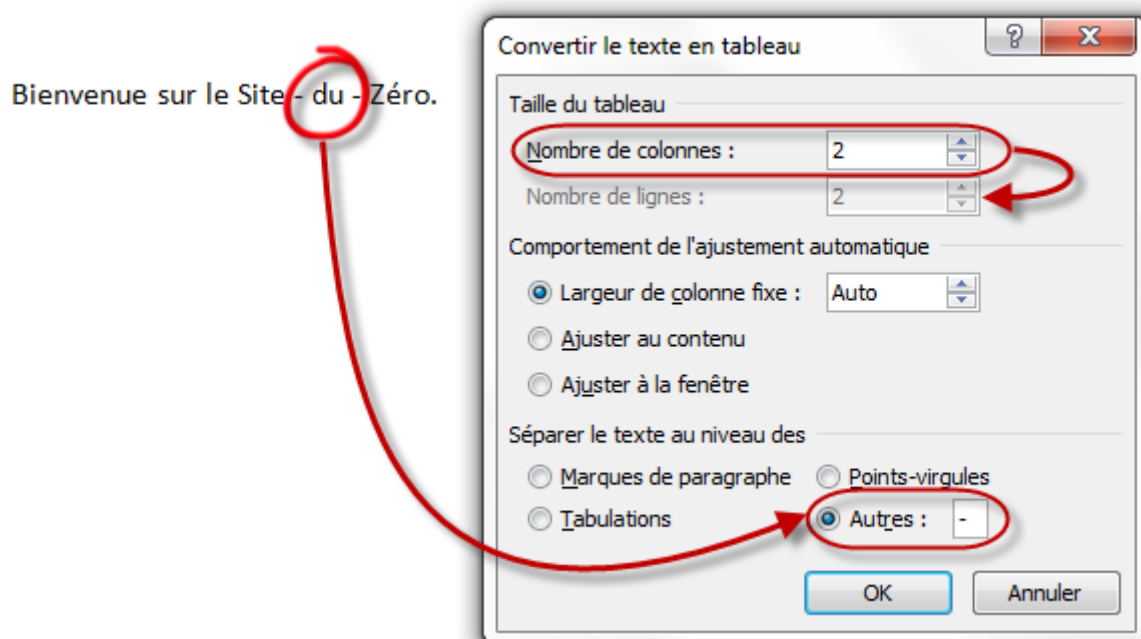 Convertir le texte en tableau
Bienvenue sur le Site - du - Zéro.
Taille du tableau
Nombre de colonnes : 2
Nombre de lignes : 2
Comportement de l'ajustement automatique
Largeur de colonne fixe : Auto
Ajuster au contenu
Ajuster à la fenêtre
Séparer le texte au niveau des
Marques de paragraphe Points-virgules
Tabulations Autres : -
OK Annuler